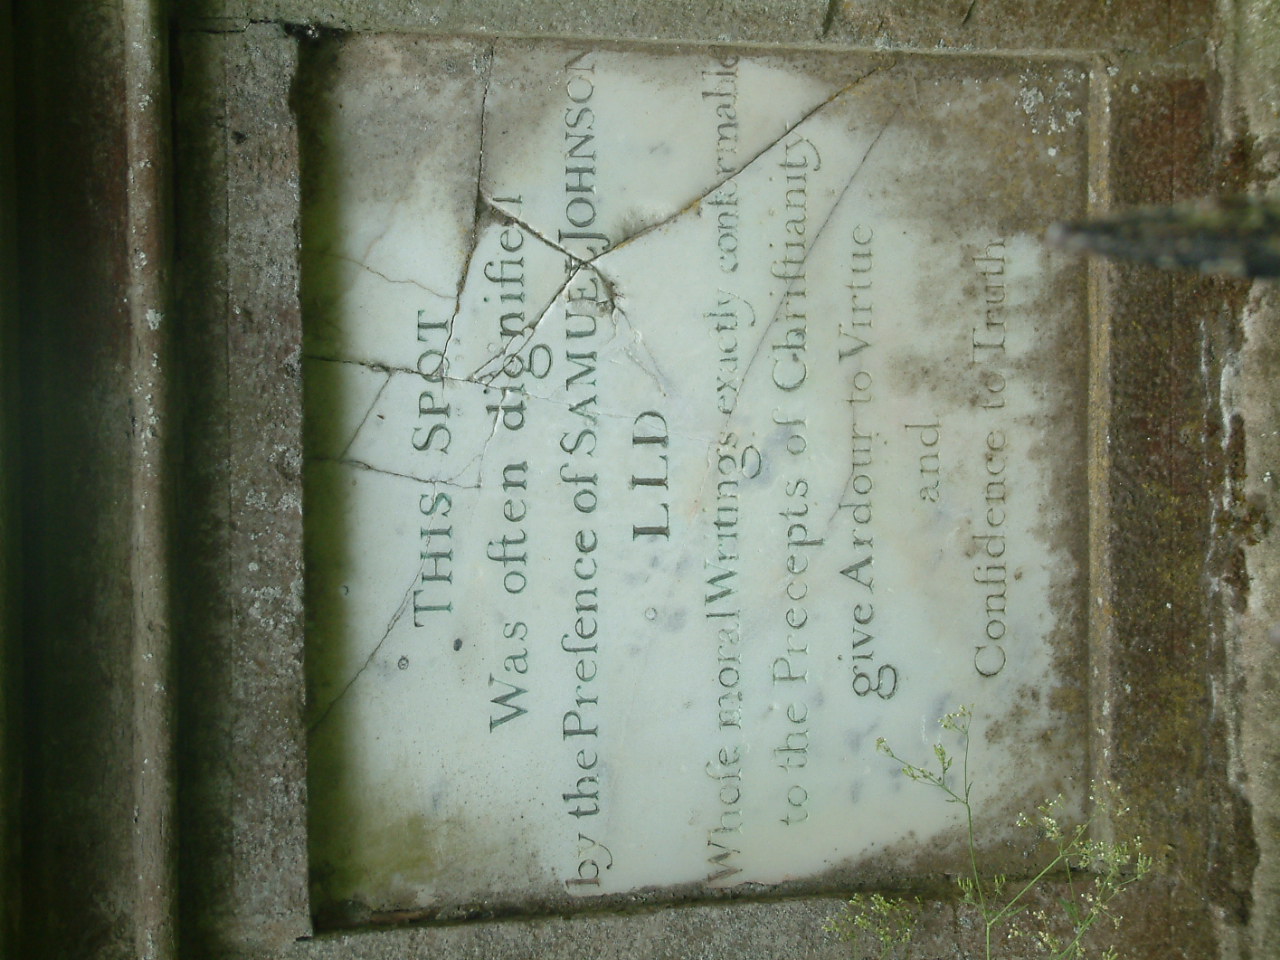 THIS SPOT
Was often dignified
by the Preſence of SAMUEL JOHNSON
LLD
Whoſe moral Writings exactly conformable
to the Precepts of Chriſtianity
give Ardour to Virtue
and
Confidence to Truth